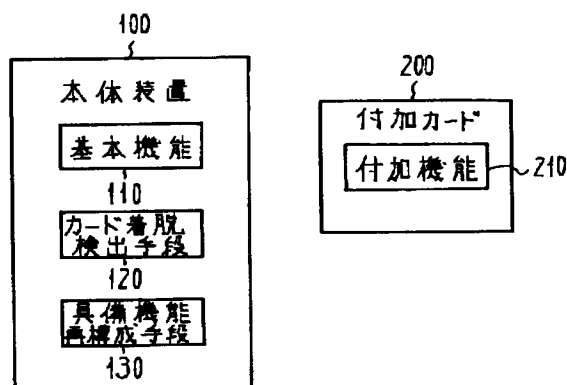 100
本体装置
基本機能
110
カード着脱
検出手段
120
具備機能
再構成手段
130
200
付加カード
付加機能
210